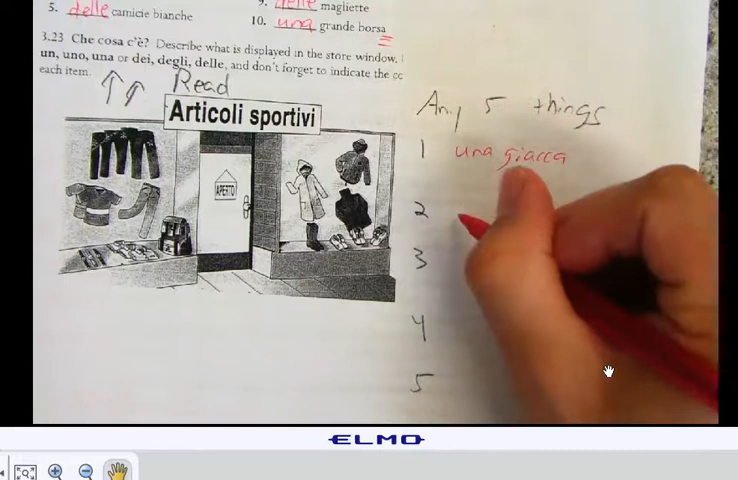 5. delle camicie bianche
9. delle magliette
10. una grande borsa
3.23 Che cosa c'è? Describe what is displayed in the store window.
un, uno, una or dei, degli, delle, and don't forget to indicate the cc
each item.
Read
Articoli sportivi
APERTO
Any 5 things
1 una giacca
2
3
4
5
ELMO